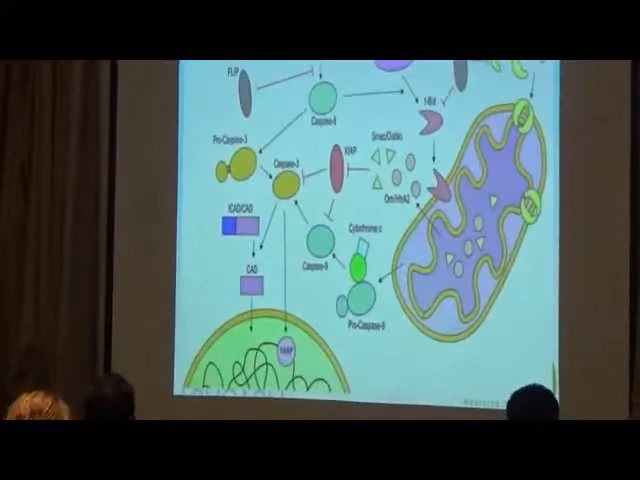 FLIP
Caspase-8
t-Bid
Pro-Caspase-3
Caspase-3
XIAP
Smac/Diablo
Omi/HtrA2
ICAD/CAD
Cytochrome c
Caspase-9
CAD
Pro-Caspase-9
PARP